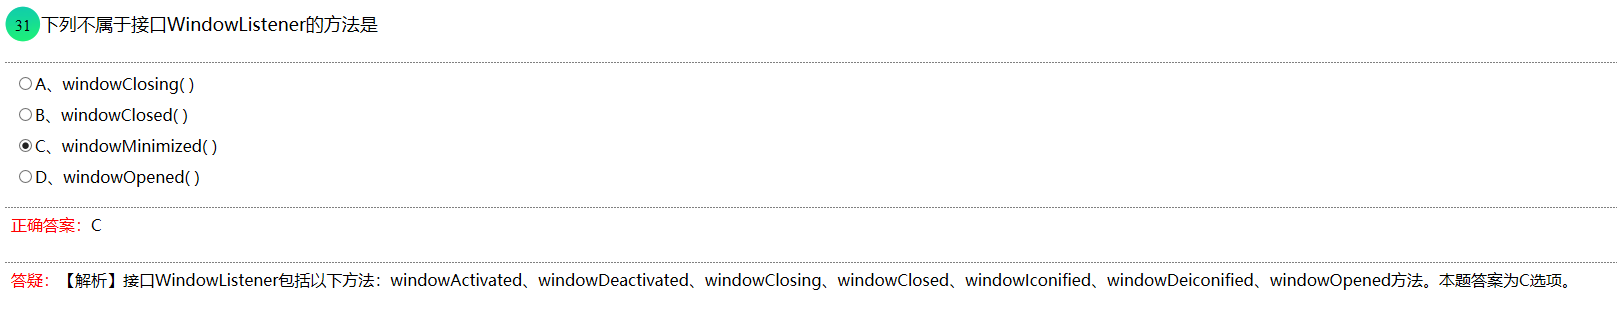 31 下列不属于接口WindowListener的方法是
A、windowClosing( )
B、windowClosed( )
C、windowMinimized( )
D、windowOpened( )
正确答案：C
答疑：【解析】接口WindowListener包括以下方法：windowActivated、windowDeactivated、windowClosing、windowClosed、windowIconified、windowDeiconified、windowOpened方法。本题答案为C选项。